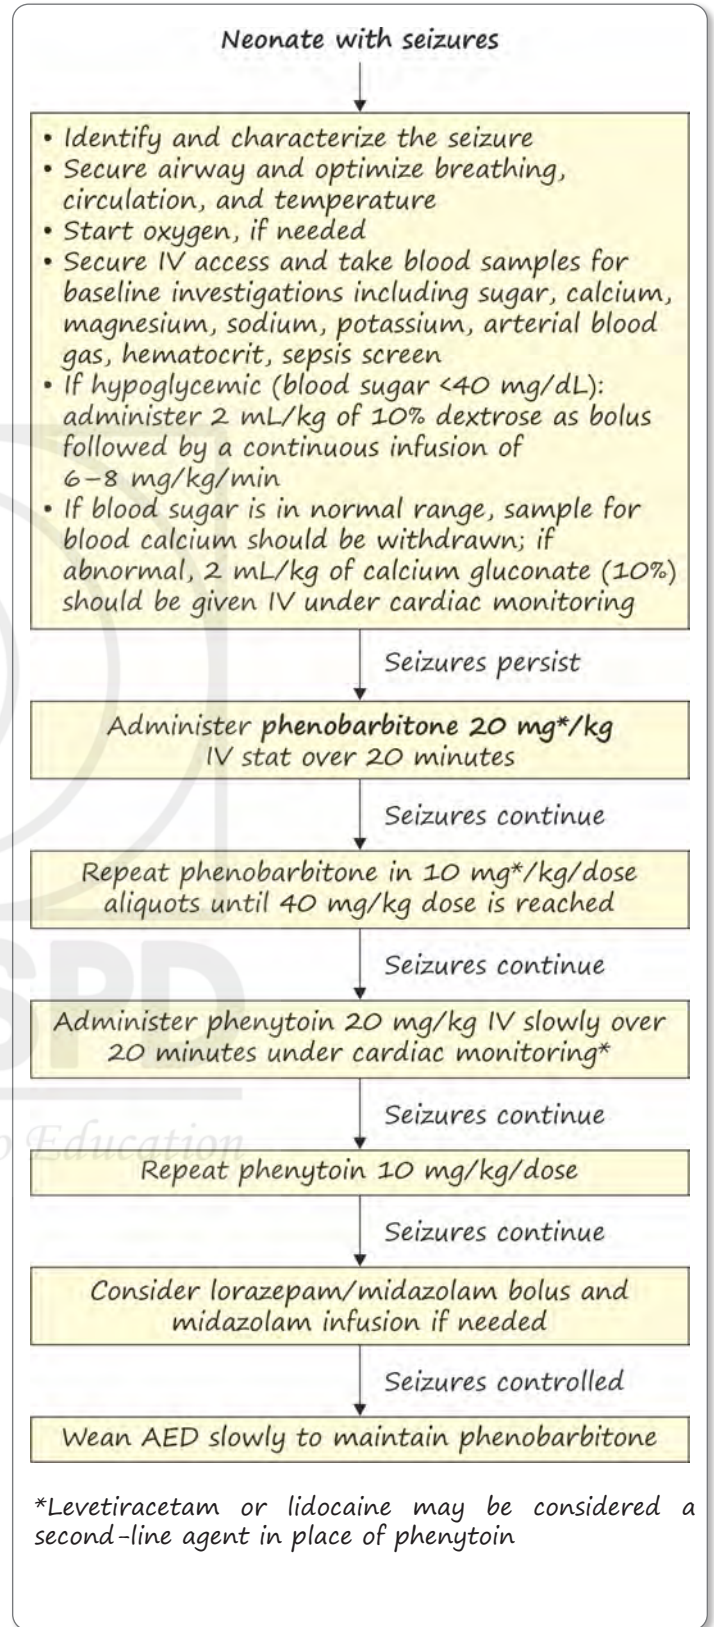 Neonate with seizures
• Identify and characterize the seizure
• Secure airway and optimize breathing,
circulation, and temperature
• Start oxygen, if needed
• Secure IV access and take blood samples for
baseline investigations including sugar, calcium,
magnesium, sodium, potassium, arterial blood
gas, hematocrit, sepsis screen
• If hypoglycemic (blood sugar <40 mg/dL):
administer 2 mL/kg of 10% dextrose as bolus
followed by a continuous infusion of
6–8 mg/kg/min
• If blood sugar is in normal range, sample for
blood calcium should be withdrawn; if
abnormal, 2 mL/kg of calcium gluconate (10%)
should be given IV under cardiac monitoring
Seizures persist
Administer phenobarbitone 20 mg*/kg
IV stat over 20 minutes
Seizures continue
Repeat phenobarbitone in 10 mg*/kg/dose
aliquots until 40 mg/kg dose is reached
Seizures continue
Administer phenytoin 20 mg/kg IV slowly over
20 minutes under cardiac monitoring*
Seizures continue
Repeat phenytoin 10 mg/kg/dose
Seizures continue
Consider lorazepam/midazolam bolus and
midazolam infusion if needed
Seizures controlled
Wean AED slowly to maintain phenobarbitone
*Levetiracetam or lidocaine may be considered a
second-line agent in place of phenytoin
SPD
Education